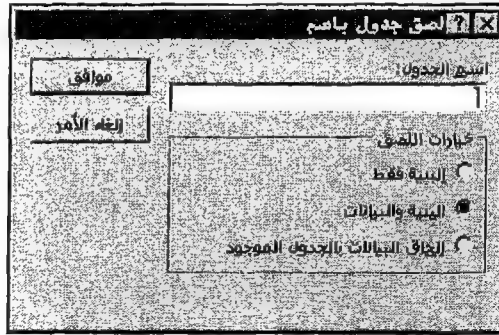 لصق جدول باسم
اسم الجدول:
موافق
إلغاء الأمر
خيارات اللصق
البنية فقط
البنية والبيانات
إلحاق البيانات بالجدول الموجود